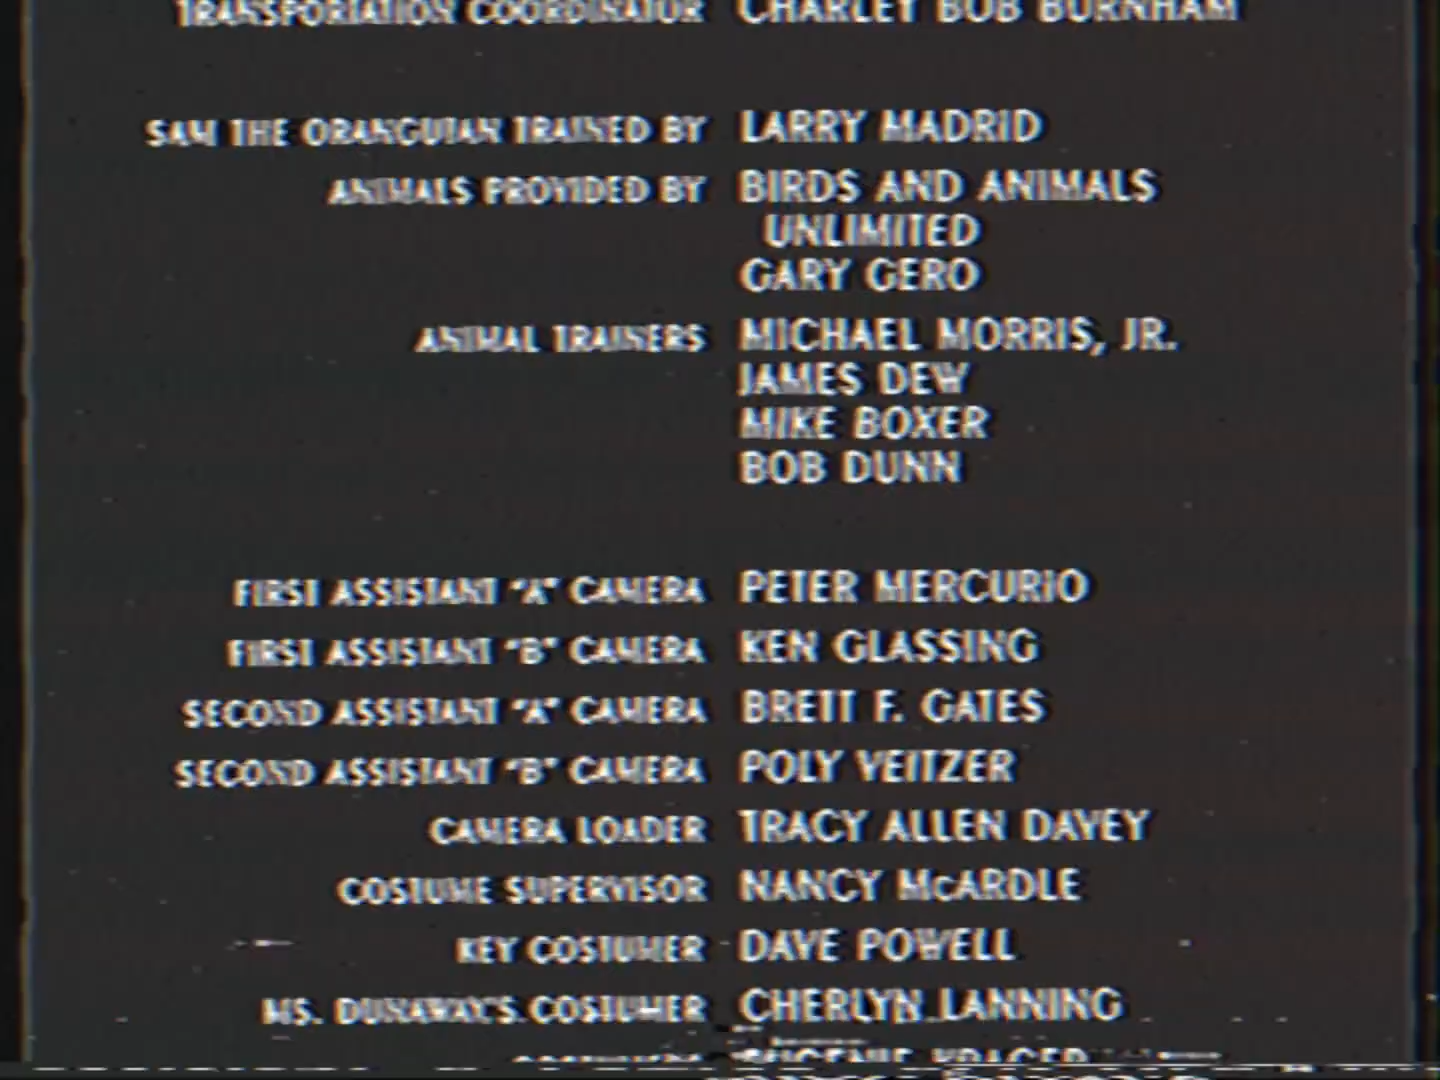 TRANSPORTATION COORDINATOR CHARLEY BOB BURNHAM
SAM THE ORANGUTAN TRAINED BY LARRY MADRID
ANIMALS PROVIDED BY BIRDS AND ANIMALS
UNLIMITED
GARY GERO
ANIMAL TRAINERS MICHAEL MORRIS, JR.
JAMES DEW
MIKE BOXER
BOB DUNN
FIRST ASSISTANT "A" CAMERA PETER MERCURIO
FIRST ASSISTANT "B" CAMERA KEN GLASSING
SECOND ASSISTANT "A" CAMERA BRETT F. GATES
SECOND ASSISTANT "B" CAMERA POLY VEITZER
CAMERA LOADER TRACY ALLEN DAVEY
COSTUME SUPERVISOR NANCY McARDLE
KEY COSTUMER DAVE POWELL
MS. DUNAWAY'S COSTUMER CHERLYN LANNING